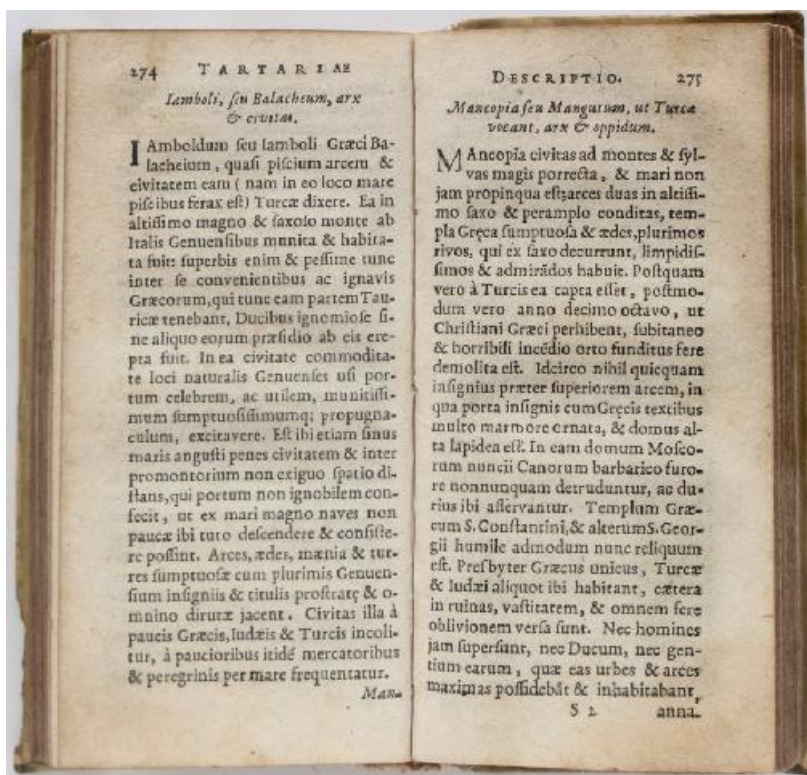 274 TARTARIAE
Iamboli, ſeu Balacheum, arx
& civitas.
IAmboldum ſeu Iamboli Græci Ba-
lacheium, quaſi piſcium arcem &
civitatem eam ( nam in eo loco mare
piſcibus ferax eſt) Turcæ dixere. Ea in
altiſſimo magno & ſaxoſo monte ab
Italis Genuenſibus munita & habita-
ta fuit: ſuperbis enim & peſſime tunc
inter ſe convenientibus ac ignavis
Græcorum, qui tunc eam partem Tau-
ricæ tenebant, Ducibus ignomioſe ſi-
ne aliquo eorum præſidio ab eis ere-
pta fuit. In ea civitate commodita-
te loci naturalis Genuenſes uſi por-
tum celebrem, ac utilem, munitiſſi-
mum ſumptuoſiſſimumq; propugna-
culum, excitavere. Eſt ibi etiam ſinus
maris anguſti penes civitatem & inter
promontorium non exiguo ſpatio di-
ſtans, qui portum non ignobilem con-
fecit, ut ex mari magno naves non
paucæ ibi tuto deſcendere & conſiſte-
re poſſint. Arces, ædes, mænia & tur-
res ſumptuoſæ cum plurimis Genuen-
ſium inſigniis & titulis proſtratę & o-
mnino dirutæ jacent. Civitas illa à
paucis Græcis, Iudæis & Turcis incoli-
tur, à paucioribus itidē mercatoribus
& peregrinis per mare frequentatur.
Man-
DESCRIPTIO. 275
Mancopia ſeu Mangutum, ut Turcæ
vocant, arx & oppidum.
MAncopia civitas ad montes & ſyl-
vas magis porrecta, & mari non
jam propinqua eſt; arces duas in altiſſi-
mo ſaxo & peramplo conditas, tem-
pla Gręca ſumptuoſa & ædes, plurimos
rivos, qui ex ſaxo decurrunt, limpidiſ-
ſimos & admirādos habuit. Poſtquam
vero à Turcis ea capta eſſet, poſtmo-
dum vero anno decimo octavo, ut
Chriſtiani Græci perhibent, ſubitaneo
& horribili incēdio orto funditus fere
demolita eſt. Idcirco nihil quicquam
inſignius præter ſuperiorem arcem, in
qua porta inſignis cum Gręcis textibus
multo marmore ornata, & domus al-
ta lapidea eſt. In eam domum Moſco-
rum nuncii Canorum barbarico furo-
re nonnunquam detruduntur, ac du-
rius ibi aſſervantur. Templum Græ-
cum S. Conſtantini, & alterum S. Geor-
gii humile admodum nunc reliquum
eſt. Preſbyter Græcus unicus, Turcæ
& Iudæi aliquot ibi habitant, cætera
in ruinas, vaſtitatem, & omnem fere
oblivionem verſa ſunt. Nec homines
jam ſuperſunt, nec Ducum, nec gen-
tium earum, quæ eas urbes & arces
maximas poſſidebāt & inhabitabant,
S 2 anna-